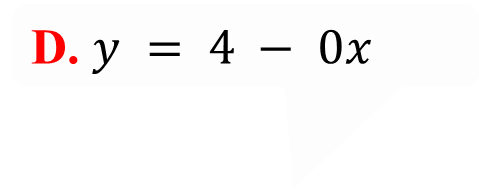 D. y = 4 − 0x